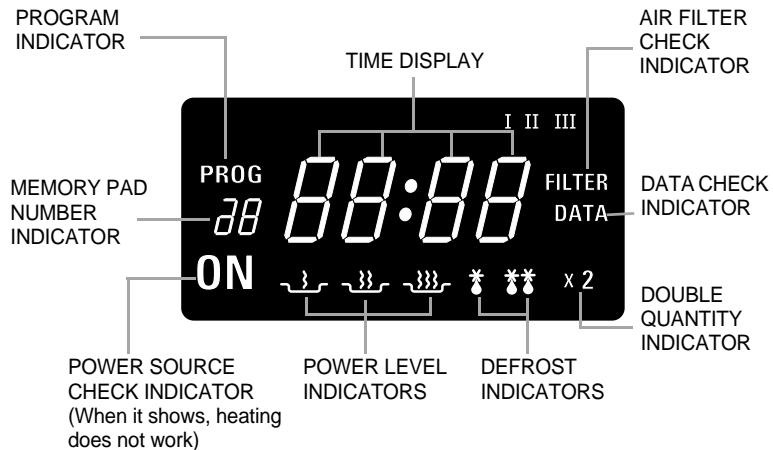 PROGRAM
INDICATOR
TIME DISPLAY
AIR FILTER
CHECK
INDICATOR
I II III
PROG
88:88
FILTER
MEMORY PAD
NUMBER
INDICATOR
88
DATA
DATA CHECK
INDICATOR
ON
x 2
DOUBLE
QUANTITY
INDICATOR
POWER SOURCE
CHECK INDICATOR
(When it shows, heating
does not work)
POWER LEVEL
INDICATORS
DEFROST
INDICATORS